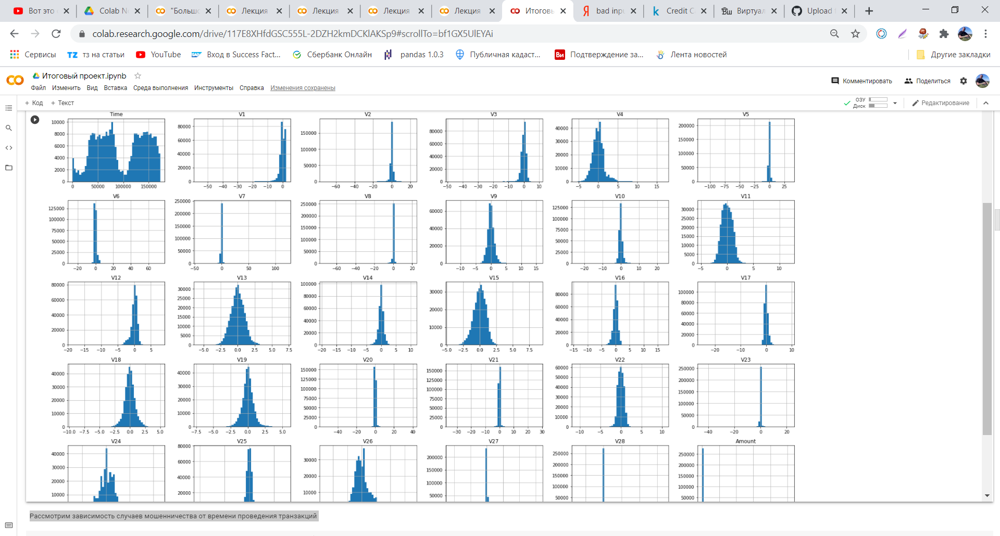 Вот это
Colab N
"Больш
Лекция
Лекция
Лекция
Лекция
Итогов
bad inpu
Credit C
Виртуал
Upload
colab.research.google.com/drive/117E8XHfdGSC555L-2DZH2kmDCKlAKSp9#scrollTo=bf1GX5UlEYAi
Сервисы
TZ тз на статьи
YouTube
SAP Вход в Success Fact...
Сбербанк Онлайн
pandas 1.0.3
Публичная кадаст...
Ви Подтверждение за...
Лента новостей
Другие закладки
Итоговый проект.ipynb
Файл Изменить Вид Вставка Среда выполнения Инструменты Справка Изменения сохранены
Комментировать Поделиться
+ Код + Текст
ОЗУ
Диск
Редактирование
Time V1 V2 V3 V4 V5
10000 8000 6000 4000 2000 0
0 50000 100000 150000
80000 60000 40000 20000 0
−50 −40 −30 −20 −10 0
150000 100000 50000 0
−60 −40 −20 0 20
80000 60000 40000 20000 0
−50 −40 −30 −20 −10 0 10
40000 30000 20000 10000 0
−5 0 5 10 15
200000 150000 100000 50000 0
−100 −75 −50 −25 0 25
V6 V7 V8 V9 V10 V11
125000 100000 75000 50000 25000 0
−20 0 20 40 60
250000 200000 150000 100000 50000 0
−50 0 50 100
250000 200000 150000 100000 50000 0
−60 −40 −20 0 20
60000 40000 20000 0
−10 −5 0 5 10 15
125000 100000 75000 50000 25000 0
−20 −10 0 10 20
30000 25000 20000 15000 10000 5000 0
−5 0 5 10
V12 V13 V14 V15 V16 V17
80000 60000 40000 20000 0
−20 −15 −10 −5 0 5
30000 25000 20000 15000 10000 5000 0
−5.0 −2.5 0.0 2.5 5.0 7.5
100000 80000 60000 40000 20000 0
−20 −15 −10 −5 0 5 10
30000 20000 10000 0
−5.0 −2.5 0.0 2.5 5.0 7.5
80000 60000 40000 20000 0
−15 −10 −5 0 5 10 15
100000 80000 60000 40000 20000 0
−20 −10 0 10
V18 V19 V20 V21 V22 V23
40000 30000 20000 10000 0
−10.0 −7.5 −5.0 −2.5 0.0 2.5 5.0
40000 30000 20000 10000 0
−7.5 −5.0 −2.5 0.0 2.5 5.0
150000 125000 100000 75000 50000 25000 0
−40 −20 0 20 40
150000 125000 100000 75000 50000 25000 0
−30 −20 −10 0 10 20 30
60000 50000 40000 30000 20000 10000 0
−10 −5 0 5 10
250000 200000 150000 100000 50000 0
−40 −20 0 20
V24 V25 V26 V27 V28 Amount
40000 30000 20000 10000
80000 60000 40000 20000
30000 20000 10000
200000 150000 100000 50000
250000 200000 150000 100000 50000
250000 200000 150000 100000 50000
Рассмотрим зависимость случаев мошенничества от времени проведения транзакций